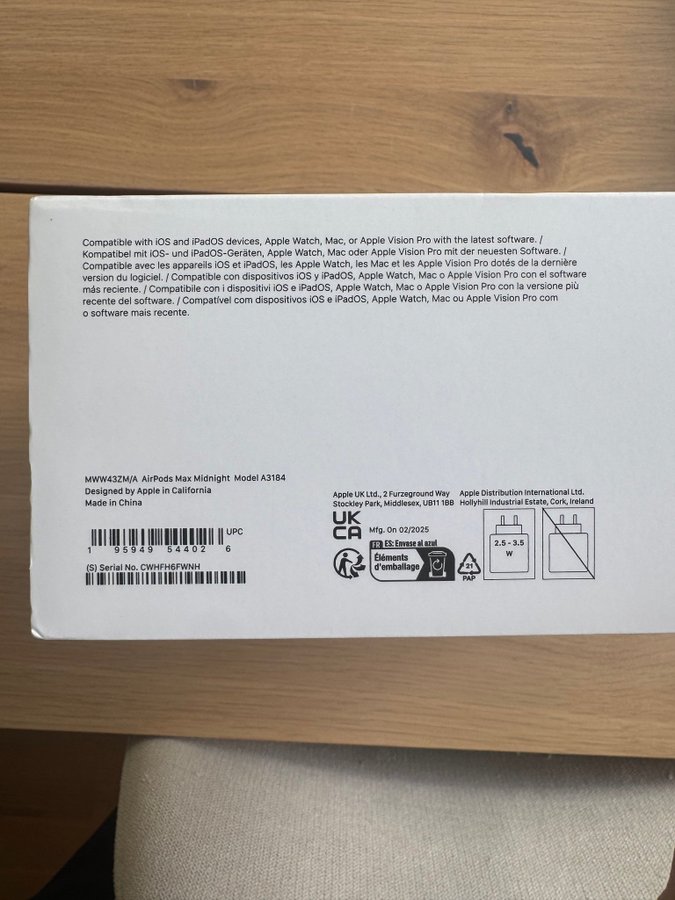 Compatible with iOS and iPadOS devices, Apple Watch, Mac, or Apple Vision Pro with the latest software. /
Kompatibel mit iOS- und iPadOS-Geräten, Apple Watch, Mac oder Apple Vision Pro mit der neuesten Software. /
Compatible avec les appareils iOS et iPadOS, les Apple Watch, les Mac et les Apple Vision Pro dotés de la dernière
version du logiciel. / Compatible con dispositivos iOS y iPadOS, Apple Watch, Mac o Apple Vision Pro con el software
más reciente. / Compatibile con i dispositivi iOS e iPadOS, Apple Watch, Mac o Apple Vision Pro con la versione più
recente del software. / Compatível com dispositivos iOS e iPadOS, Apple Watch, Mac ou Apple Vision Pro com
o software mais recente.
MWW43ZM/A AirPods Max Midnight Model A3184
Designed by Apple in California
Made in China
UPC
1 95949 54402 6
(S) Serial No. CWHFH6FWNH
Apple UK Ltd., 2 Furzeground Way
Stockley Park, Middlesex, UB11 1BB
Apple Distribution International Ltd.
Hollyhill Industrial Estate, Cork, Ireland
UK
CA
Mfg. On 02/2025
FR ES: Envase al azul
Éléments
d'emballage
21
PAP
2.5 - 3.5
W